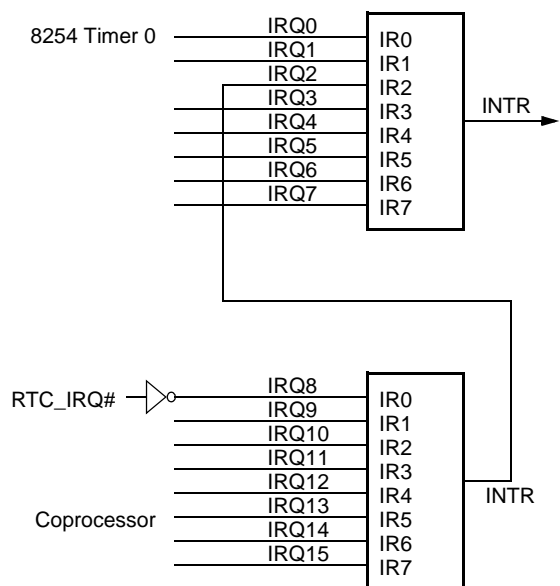 8254 Timer 0
IRQ0
IRQ1
IRQ2
IRQ3
IRQ4
IRQ5
IRQ6
IRQ7
IR0
IR1
IR2
IR3
IR4
IR5
IR6
IR7
INTR
RTC_IRQ#
Coprocessor
IRQ8
IRQ9
IRQ10
IRQ11
IRQ12
IRQ13
IRQ14
IRQ15
IR0
IR1
IR2
IR3
IR4
IR5
IR6
IR7
INTR